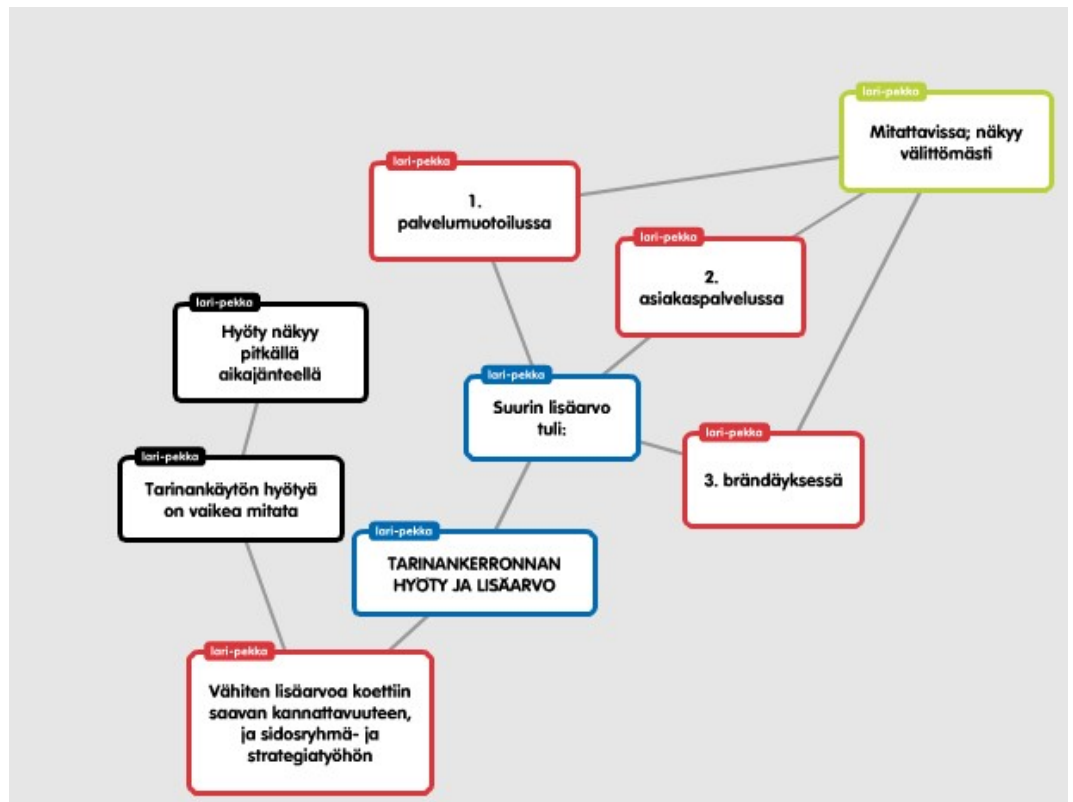 lari-pekka
Mitattavissa; näkyy
välittömästi
lari-pekka
1.
palvelumuotoilussa
lari-pekka
2.
asiakaspalvelussa
lari-pekka
Hyöty näkyy
pitkällä
aikajänteellä
lari-pekka
Suurin lisäarvo
tuli:
lari-pekka
3. brändäyksessä
lari-pekka
Tarinankäytön hyötyä
on vaikea mitata
lari-pekka
TARINANKERRONNAN
HYÖTY JA LISÄARVO
lari-pekka
Vähiten lisäarvoa koettiin
saavan kannattavuuteen,
ja sidosryhmä- ja
strategiatyöhön